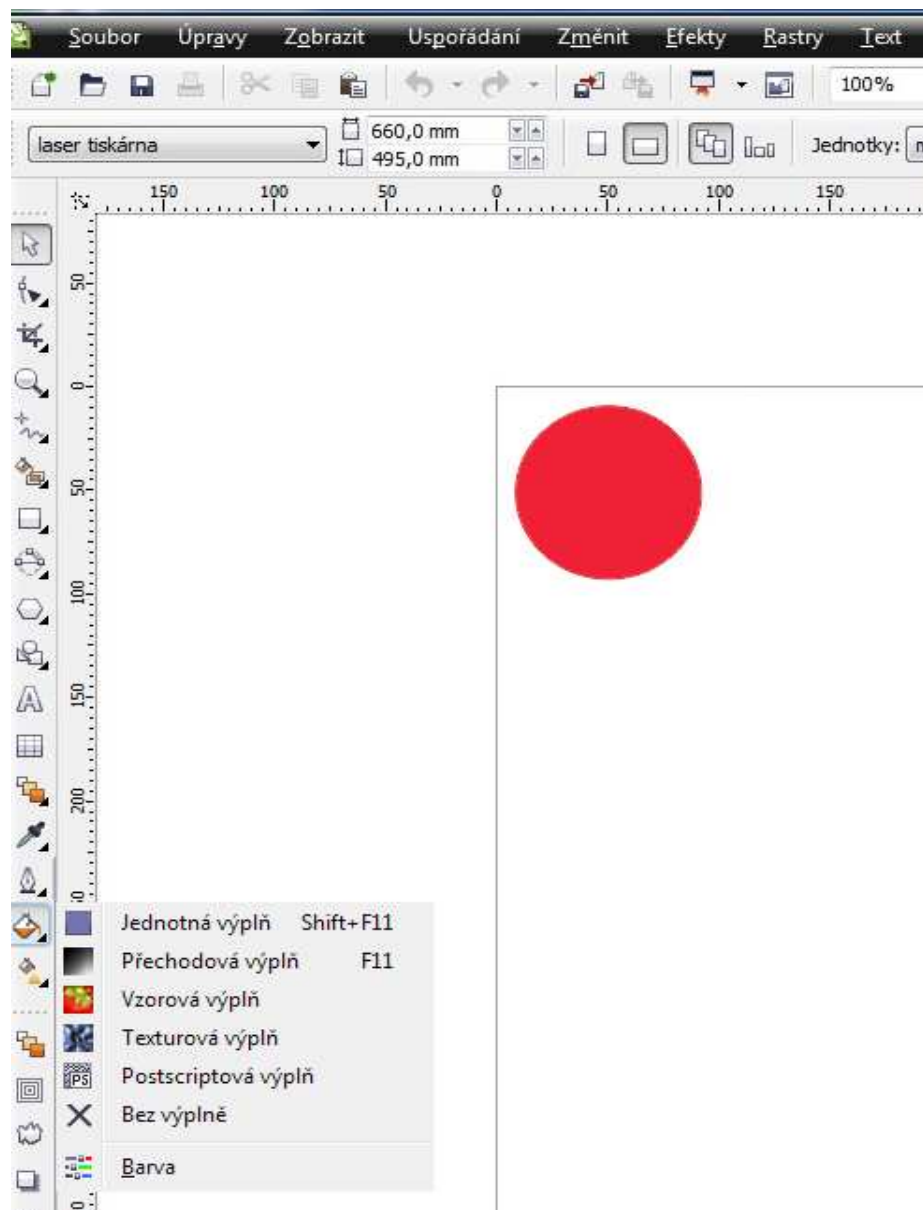 Soubor Úpravy Zobrazit Uspořádání Změnit Efekty Rastry Text
100%
laser tiskárna 660,0 mm Jednotky:
495,0 mm
150 100 50 0 50 100 150
50
0
50
100
150
200
Jednotná výplň Shift+F11
Přechodová výplň F11
Vzorová výplň
Texturová výplň
PS Postscriptová výplň
Bez výplně
Barva